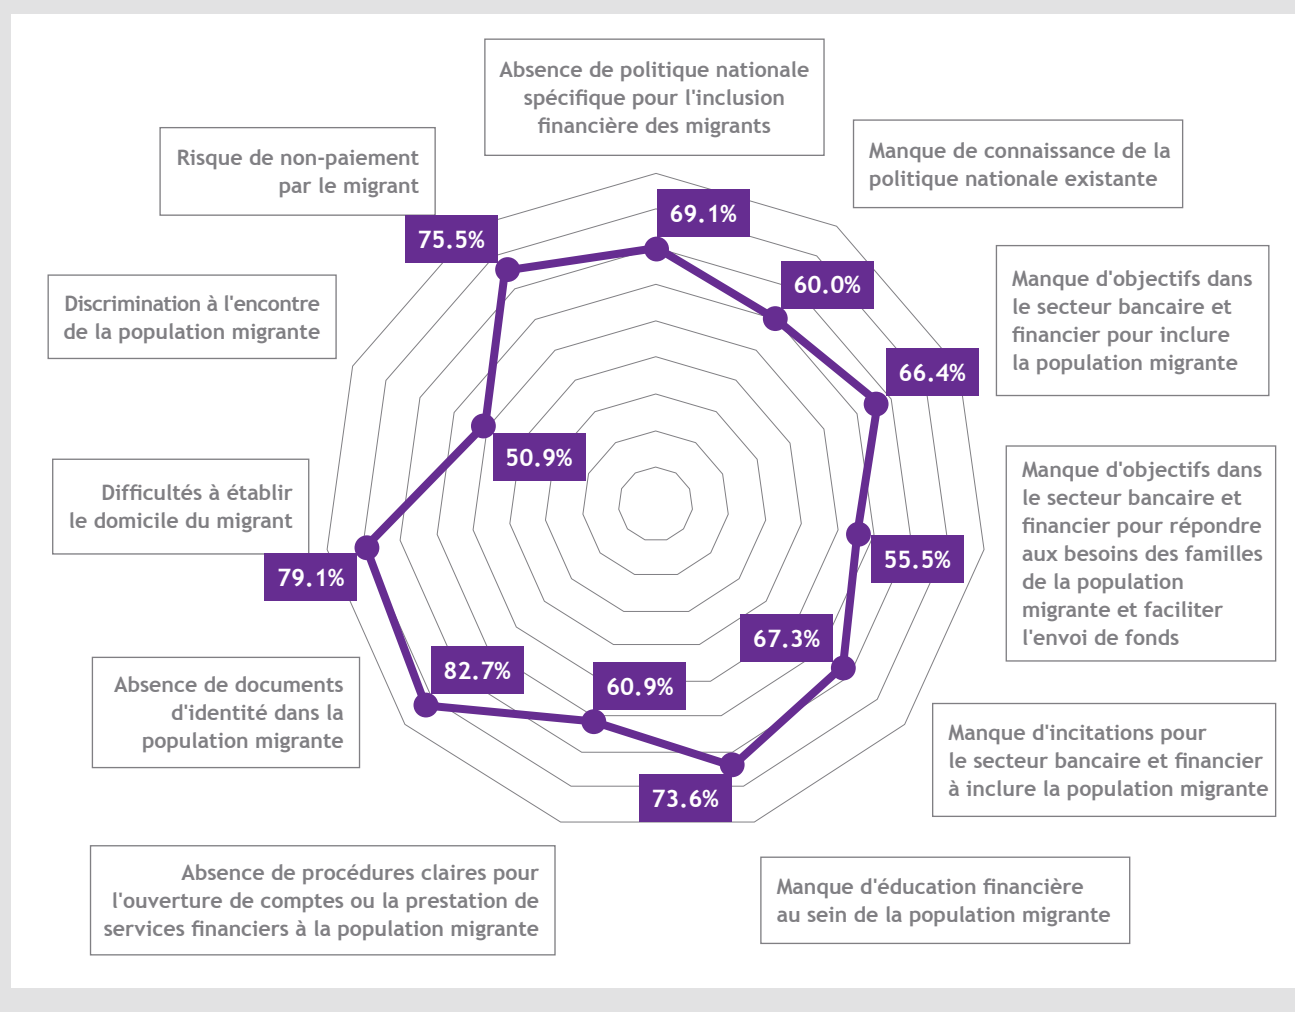 Absence de politique nationale
spécifique pour l'inclusion
financière des migrants
69.1%
Manque de connaissance de la
politique nationale existante
60.0%
Manque d'objectifs dans
le secteur bancaire et
financier pour inclure
la population migrante
66.4%
Manque d'objectifs dans
le secteur bancaire et
financier pour répondre
aux besoins des familles
de la population
migrante et faciliter
l'envoi de fonds
55.5%
Manque d'incitations pour
le secteur bancaire et financier
à inclure la population migrante
67.3%
Manque d'éducation financière
au sein de la population migrante
73.6%
Absence de procédures claires pour
l'ouverture de comptes ou la prestation de
services financiers à la population migrante
60.9%
Absence de documents
d'identité dans la
population migrante
82.7%
Difficultés à établir
le domicile du migrant
79.1%
Discrimination à l'encontre
de la population migrante
50.9%
Risque de non-paiement
par le migrant
75.5%